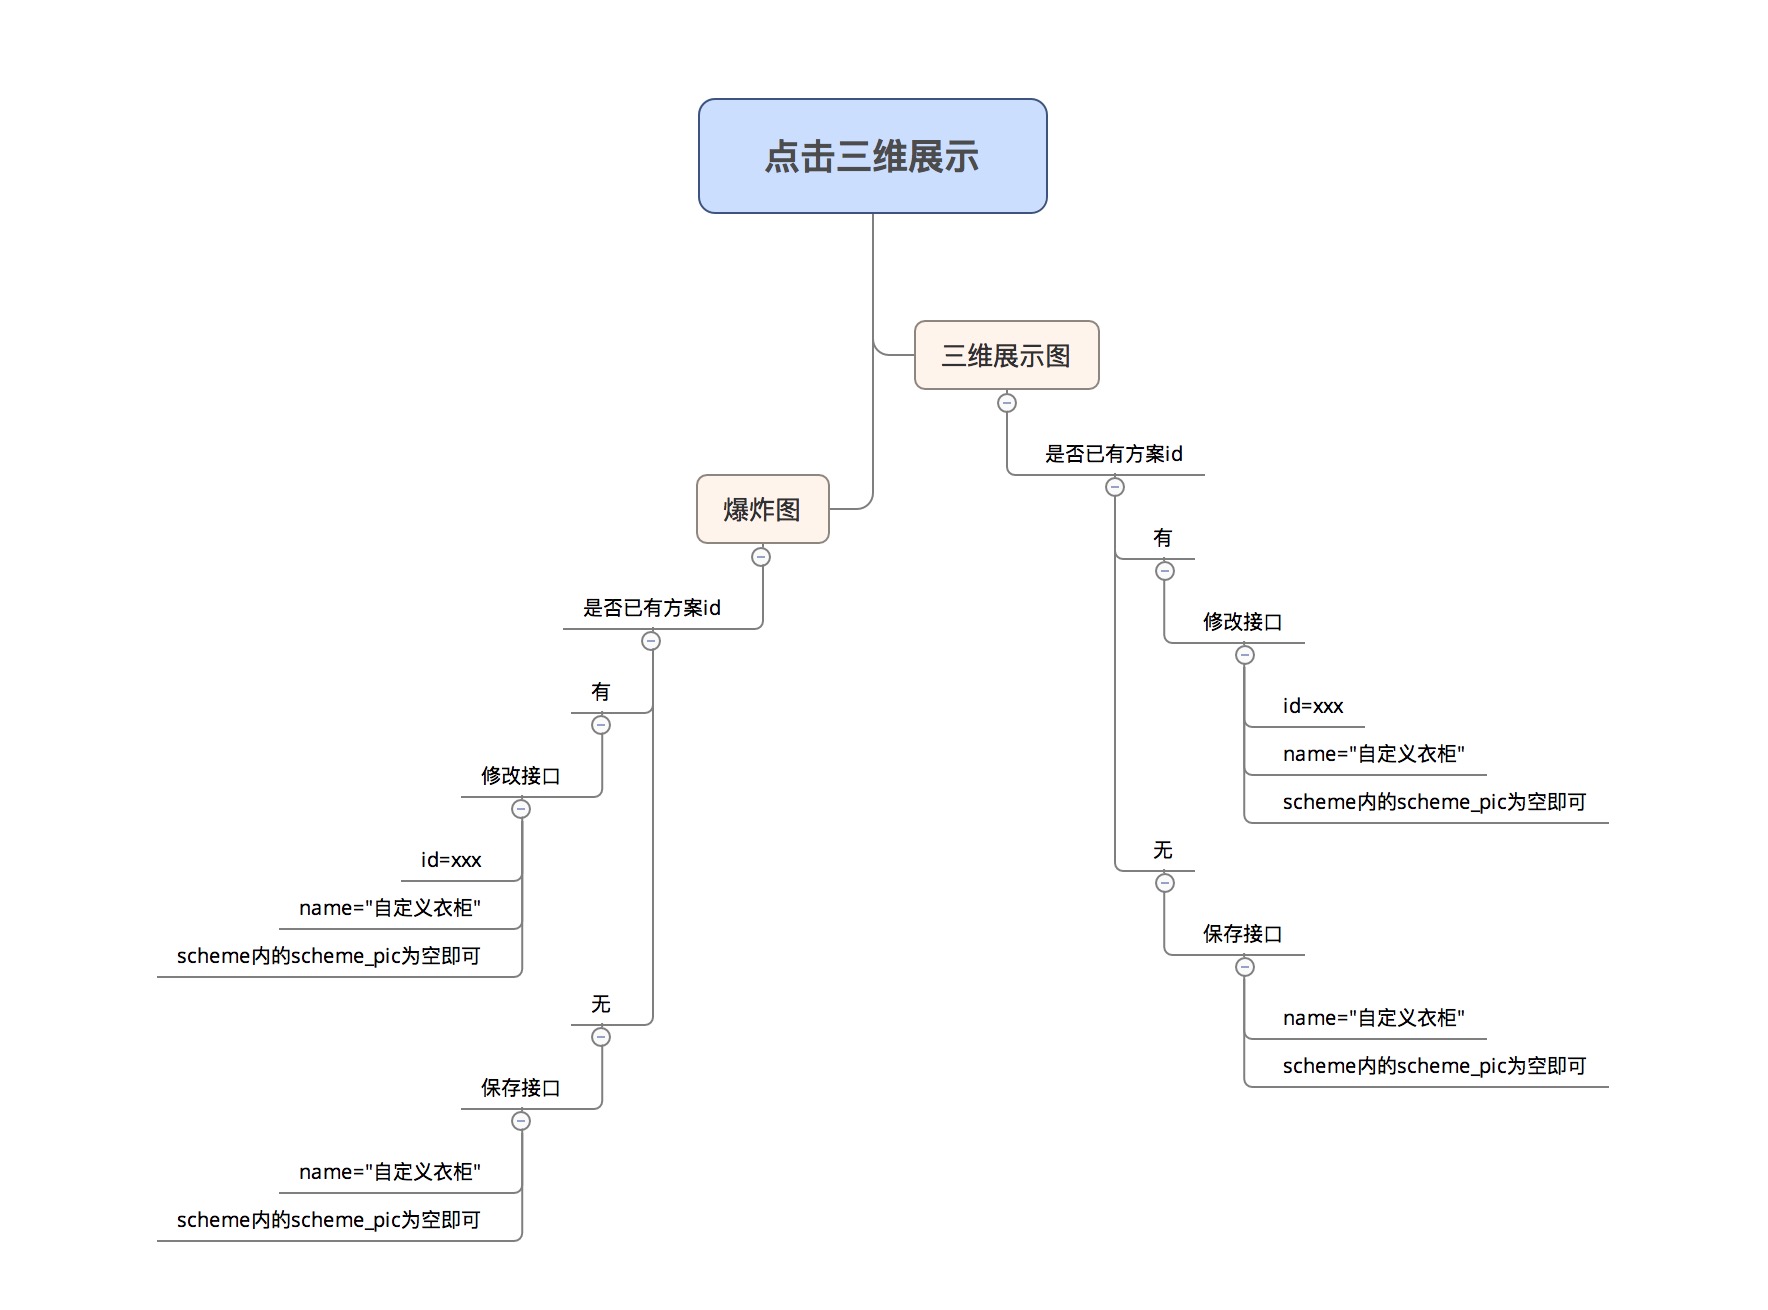 点击三维展示
三维展示图
是否已有方案id
有
修改接口
id=xxx
name="自定义衣柜"
scheme内的scheme_pic为空即可
无
保存接口
name="自定义衣柜"
scheme内的scheme_pic为空即可
爆炸图
是否已有方案id
有
修改接口
id=xxx
name="自定义衣柜"
scheme内的scheme_pic为空即可
无
保存接口
name="自定义衣柜"
scheme内的scheme_pic为空即可